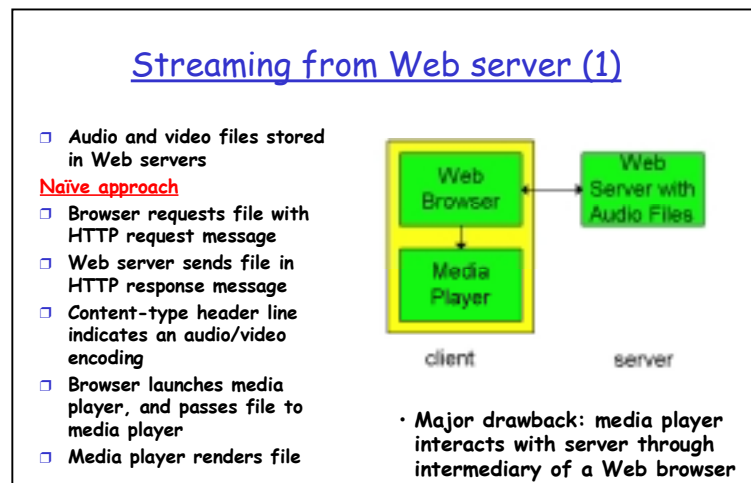 Streaming from Web server (1)
❒ Audio and video files stored
in Web servers
Naïve approach
❒ Browser requests file with
HTTP request message
❒ Web server sends file in
HTTP response message
❒ Content-type header line
indicates an audio/video
encoding
❒ Browser launches media
player, and passes file to
media player
❒ Media player renders file
Web
Browser
Media
Player
client
Web
Server with
Audio Files
server
• Major drawback: media player
interacts with server through
intermediary of a Web browser